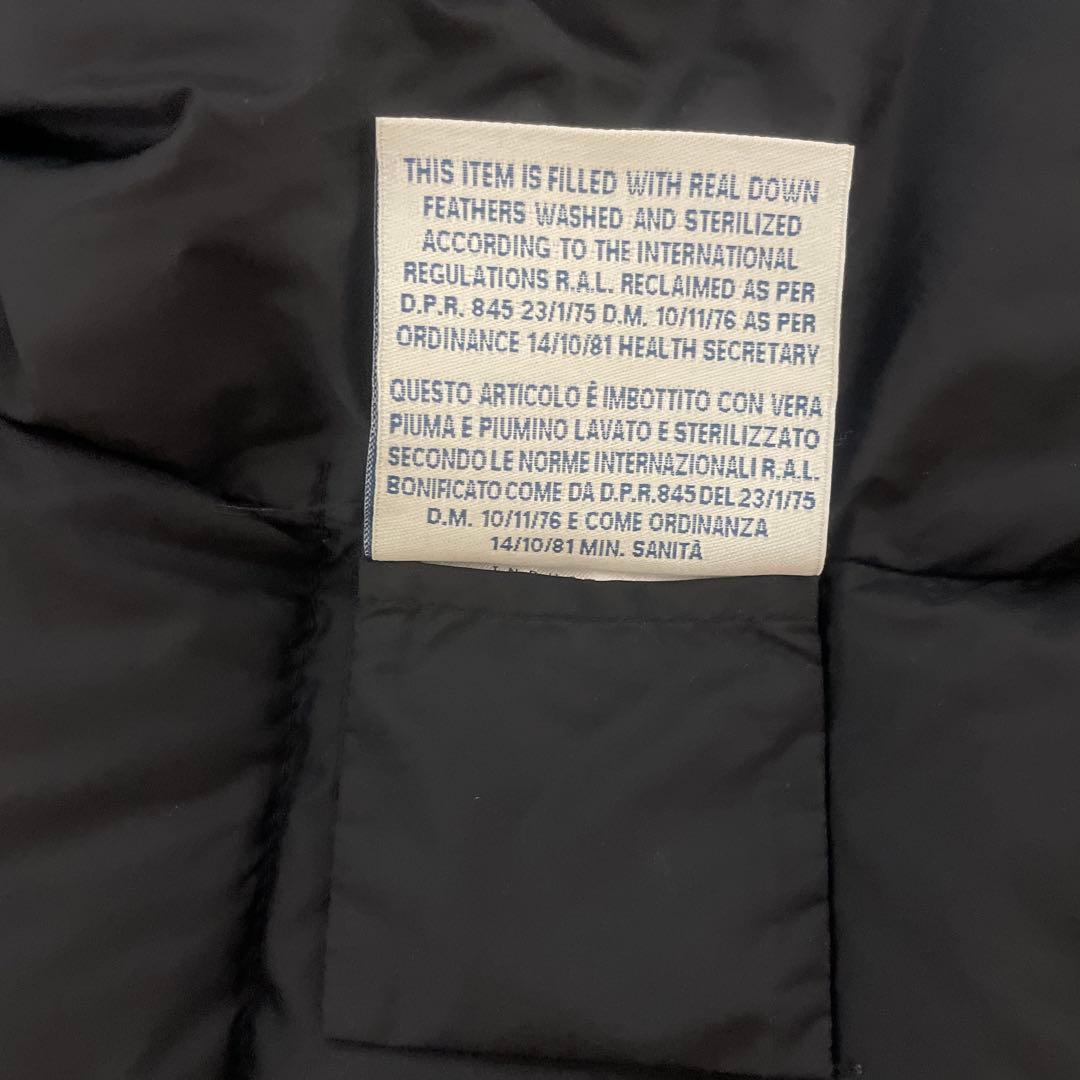 THIS ITEM IS FILLED WITH REAL DOWN
FEATHERS WASHED AND STERILIZED
ACCORDING TO THE INTERNATIONAL
REGULATIONS R.A.L. RECLAIMED AS PER
D.P.R. 845 23/1/75 D.M. 10/11/76 AS PER
ORDINANCE 14/10/81 HEALTH SECRETARY
QUESTO ARTICOLO È IMBOTTITO CON VERA
PIUMA E PIUMINO LAVATO E STERILIZZATO
SECONDO LE NORME INTERNAZIONALI R.A.L.
BONIFICATO COME DA D.P.R. 845 DEL 23/1/75
D.M. 10/11/76 E COME ORDINANZA
14/10/81 MIN. SANITÀ